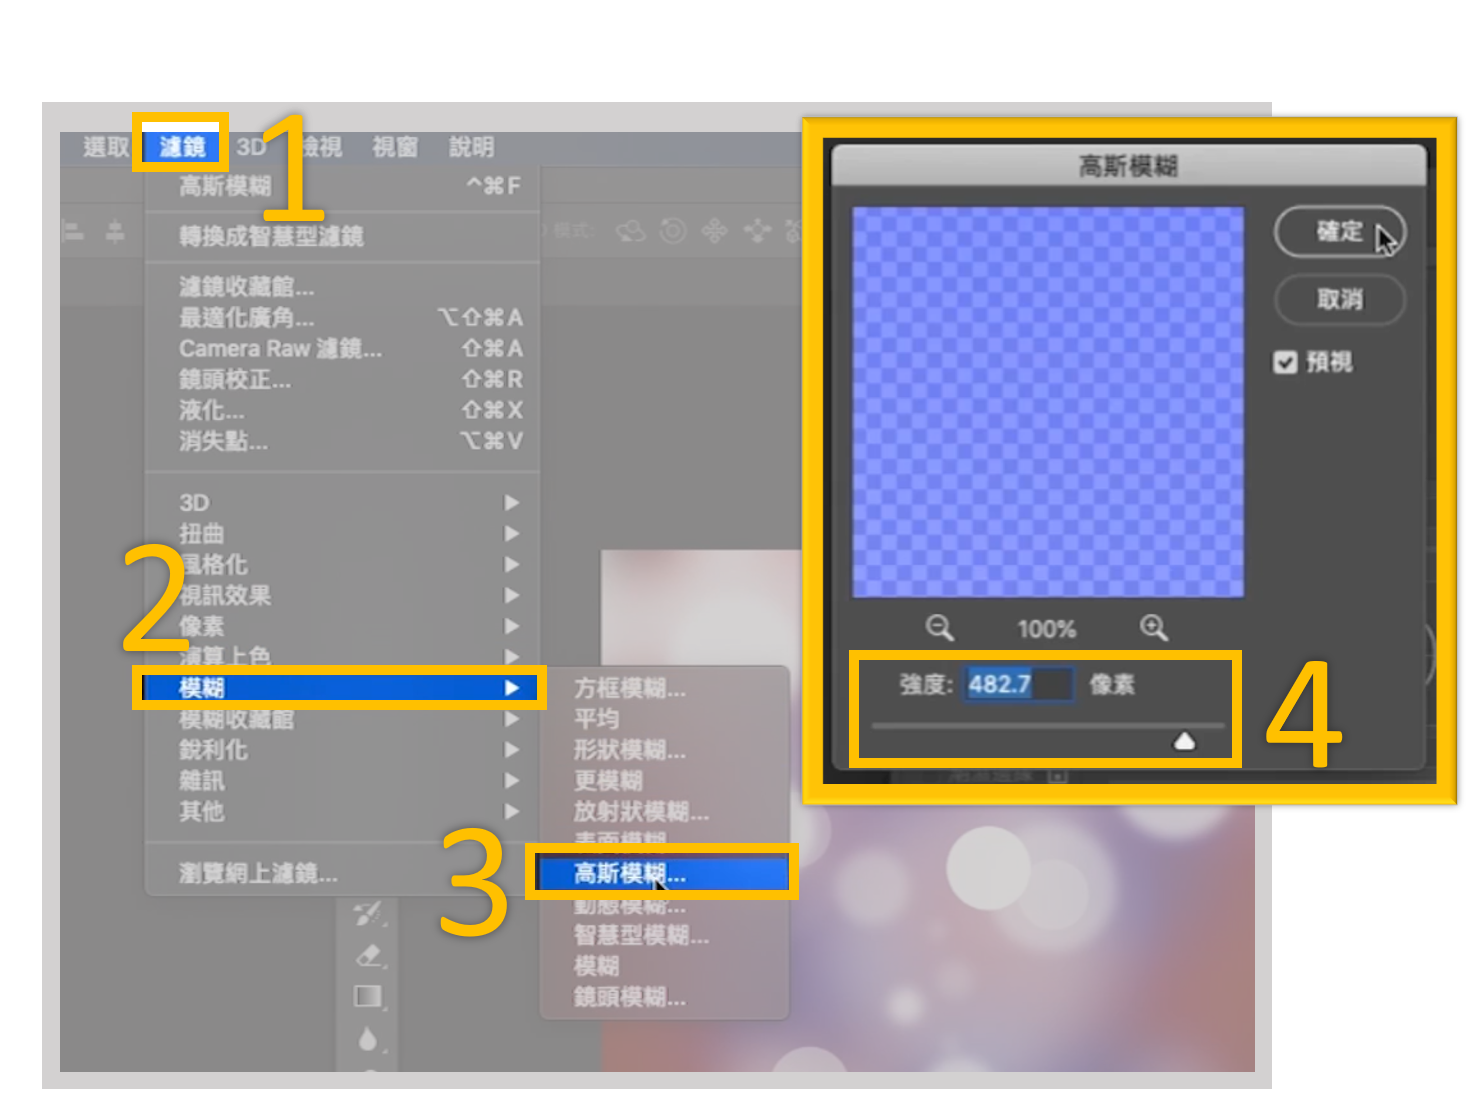 選取 濾鏡 3D 檢視 視窗 說明
1
高斯模糊 ^⌘F
轉換成智慧型濾鏡
模式:
濾鏡收藏館...
最適化廣角... ⌥⇧⌘A
Camera Raw 濾鏡... ⇧⌘A
鏡頭校正... ⇧⌘R
液化... ⇧⌘X
消失點... ⌥⌘V
3D
扭曲
風格化
視訊效果
像素
演算上色
2
模糊
模糊收藏館
銳利化
雜訊
其他
瀏覽網上濾鏡...
方框模糊...
平均
形狀模糊...
更模糊
放射狀模糊...
表面模糊...
3
高斯模糊...
動態模糊...
智慧型模糊...
模糊
鏡頭模糊...
高斯模糊
確定
取消
預視
100%
強度: 482.7 像素
4